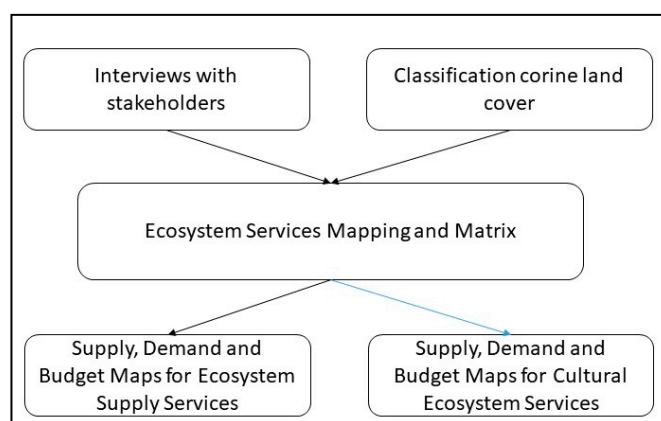 Interviews with
stakeholders
Classification corine land
cover
Ecosystem Services Mapping and Matrix
Supply, Demand and
Budget Maps for Ecosystem
Supply Services
Supply, Demand and
Budget Maps for Cultural
Ecosystem Services